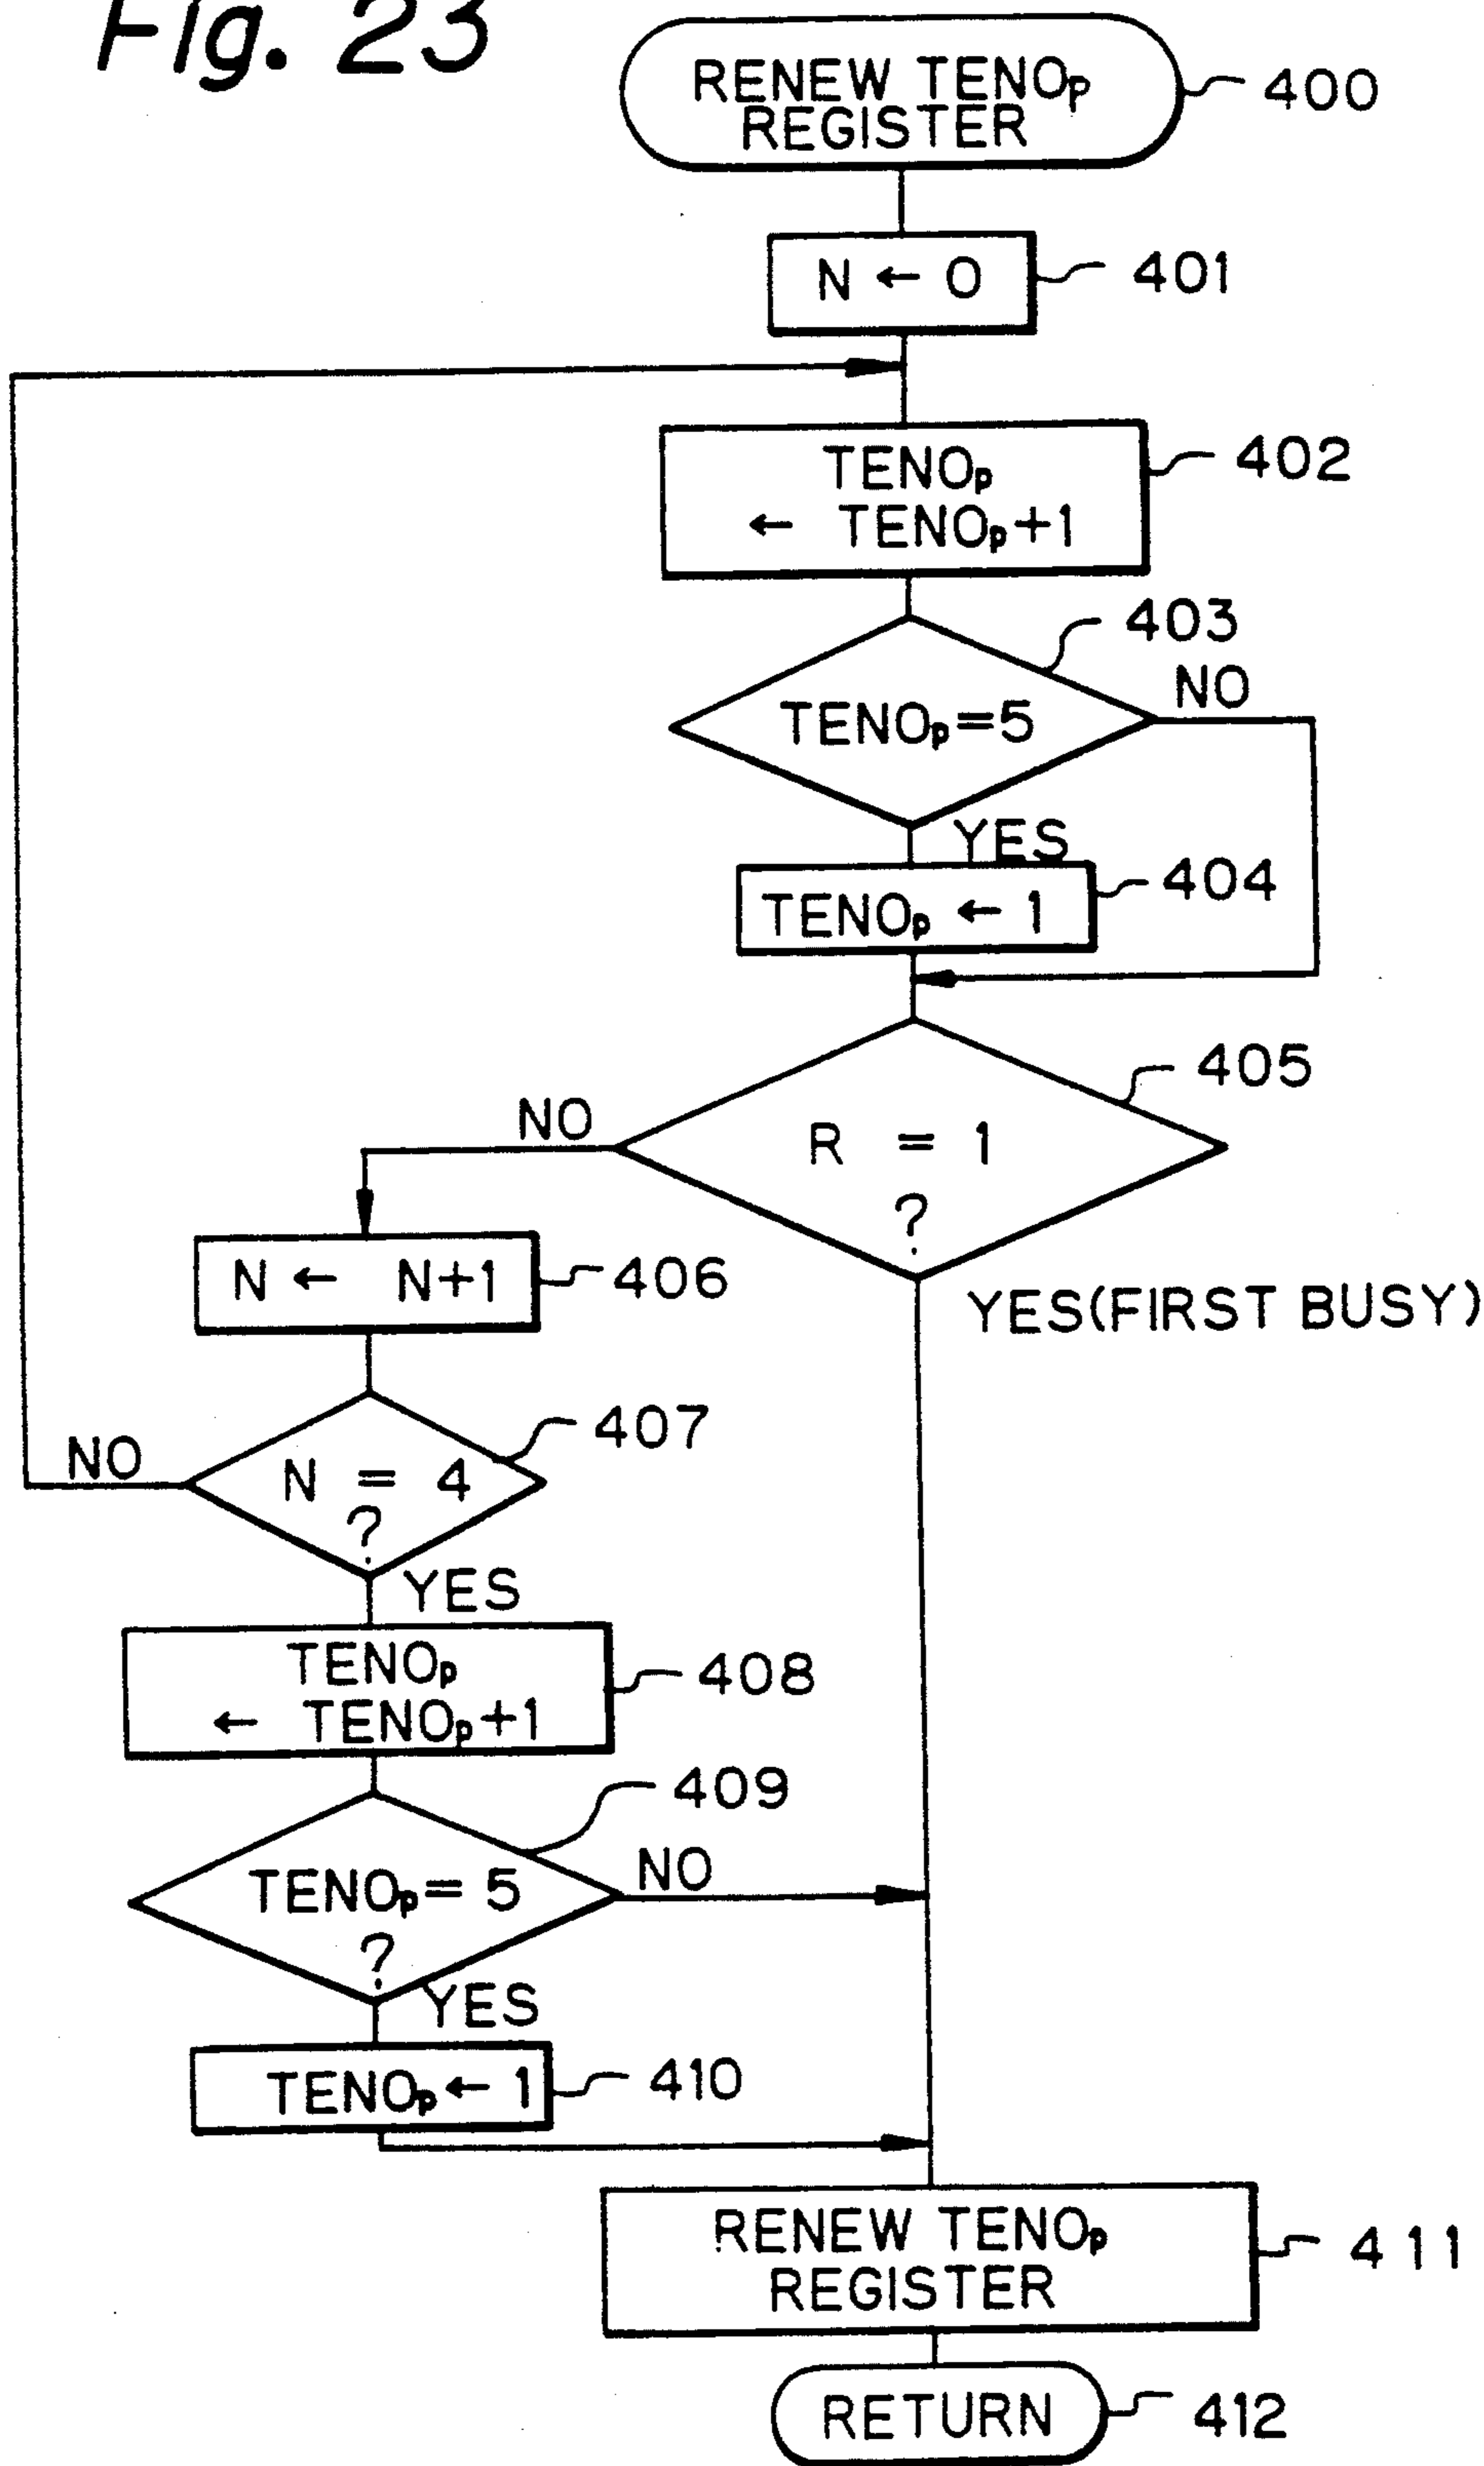 Fig. 23
RENEW TENOp
REGISTER
400
N ← 0
401
TENOp
← TENOp+1
402
403
TENOp=5
NO
YES
TENOp ← 1
404
405
R = 1
?
NO
YES(FIRST BUSY)
N ← N+1
406
407
N = 4
?
NO
YES
TENOp
← TENOp+1
408
409
TENOp= 5
?
NO
YES
TENOp← 1
410
RENEW TENOp
REGISTER
411
RETURN
412